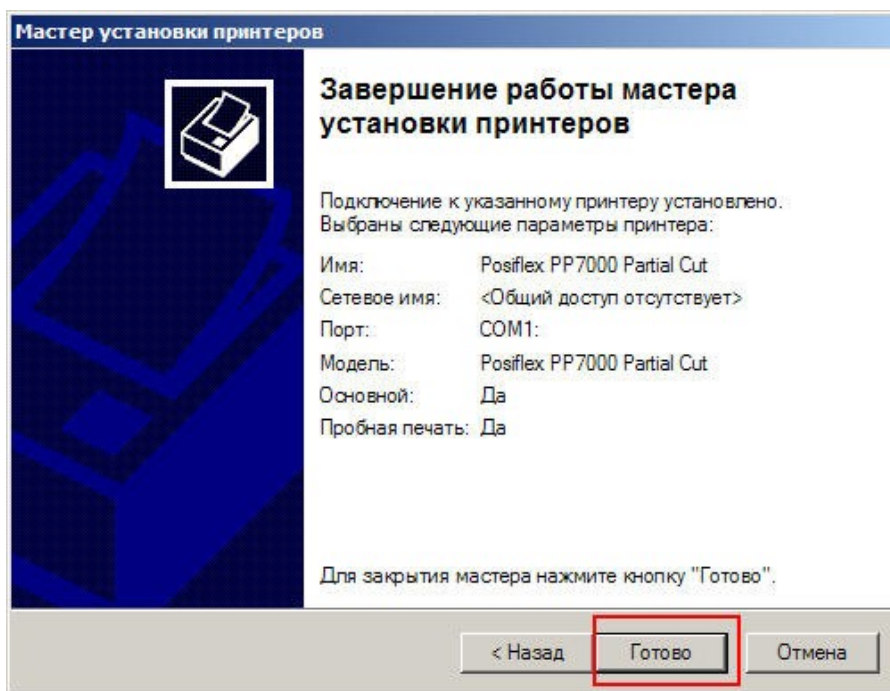 Мастер установки принтеров
Завершение работы мастера
установки принтеров
Подключение к указанному принтеру установлено.
Выбраны следующие параметры принтера:
Имя: Posiflex PP7000 Partial Cut
Сетевое имя: <Общий доступ отсутствует>
Порт: COM1:
Модель: Posiflex PP7000 Partial Cut
Основной: Да
Пробная печать: Да
Для закрытия мастера нажмите кнопку "Готово".
< Назад Готово Отмена